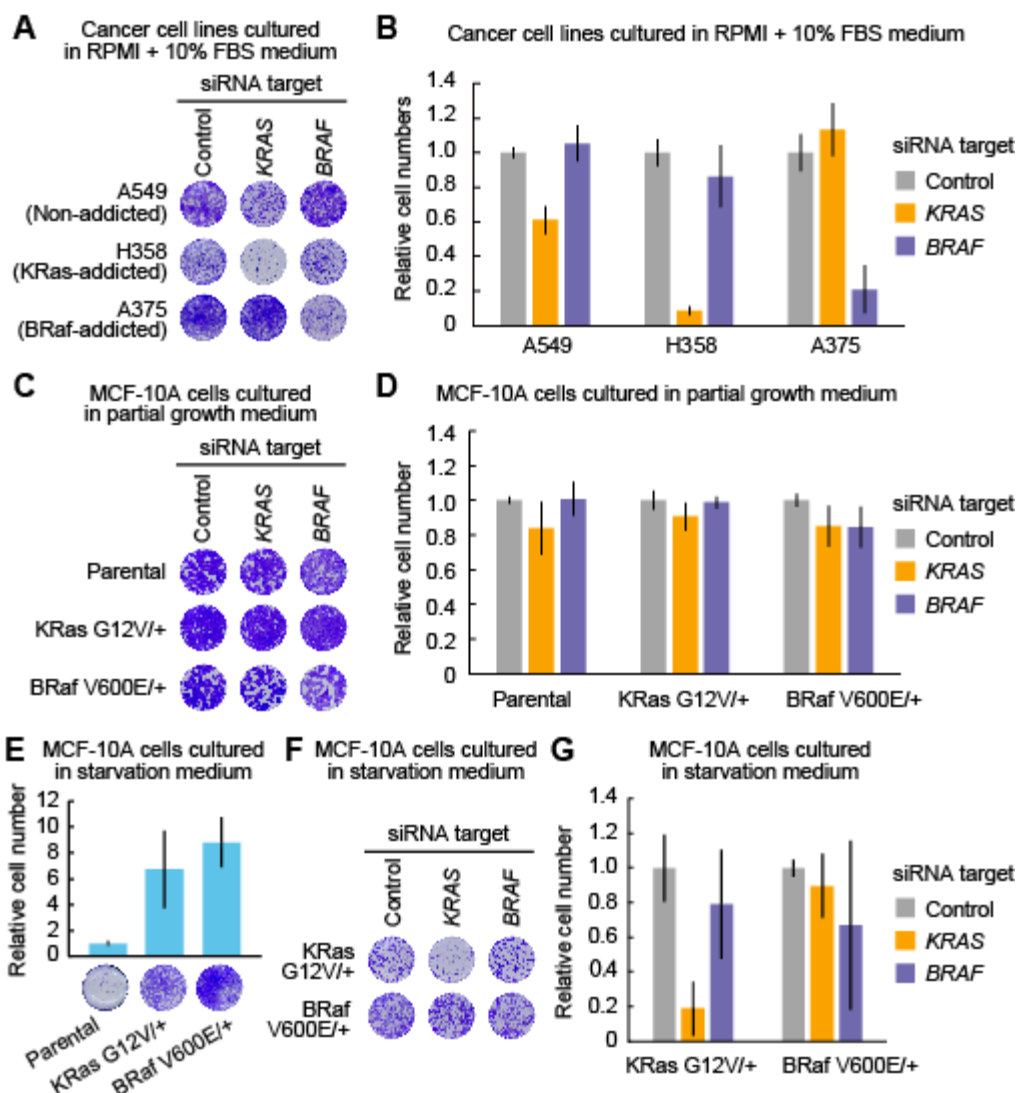 A Cancer cell lines cultured
in RPMI + 10% FBS medium
siRNA target
Control KRAS BRAF
A549
(Non-addicted)
H358
(KRas-addicted)
A375
(BRaf-addicted)
B Cancer cell lines cultured in RPMI + 10% FBS medium
Relative cell numbers
1.4
1.2
1.0
0.8
0.6
0.4
0.2
0
A549 H358 A375
siRNA target
Control
KRAS
BRAF
C MCF-10A cells cultured
in partial growth medium
siRNA target
Control KRAS BRAF
Parental
KRas G12V/+
BRaf V600E/+
D MCF-10A cells cultured in partial growth medium
Relative cell number
1.4
1.2
1.0
0.8
0.6
0.4
0.2
0
Parental KRas G12V/+ BRaf V600E/+
siRNA target
Control
KRAS
BRAF
E MCF-10A cells cultured
in starvation medium
Relative cell number
12
10
8
6
4
2
0
Parental
KRas G12V/+
BRaf V600E/+
F MCF-10A cells cultured
in starvation medium
siRNA target
Control KRAS BRAF
KRas
G12V/+
BRaf
V600E/+
G MCF-10A cells cultured
in starvation medium
Relative cell number
1.4
1.2
1.0
0.8
0.6
0.4
0.2
0
KRas G12V/+ BRaf V600E/+
siRNA target
Control
KRAS
BRAF